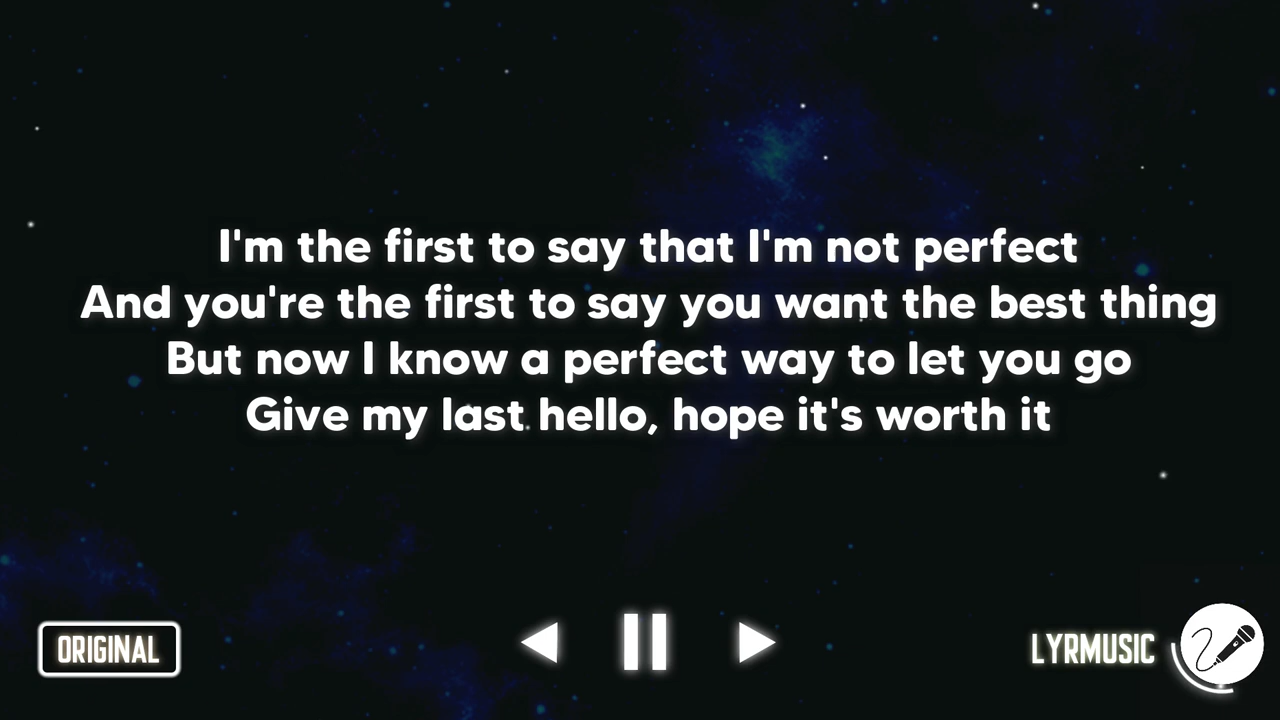 I'm the first to say that I'm not perfect
And you're the first to say you want the best thing
But now I know a perfect way to let you go
Give my last hello, hope it's worth it
ORIGINAL
LYRMUSIC